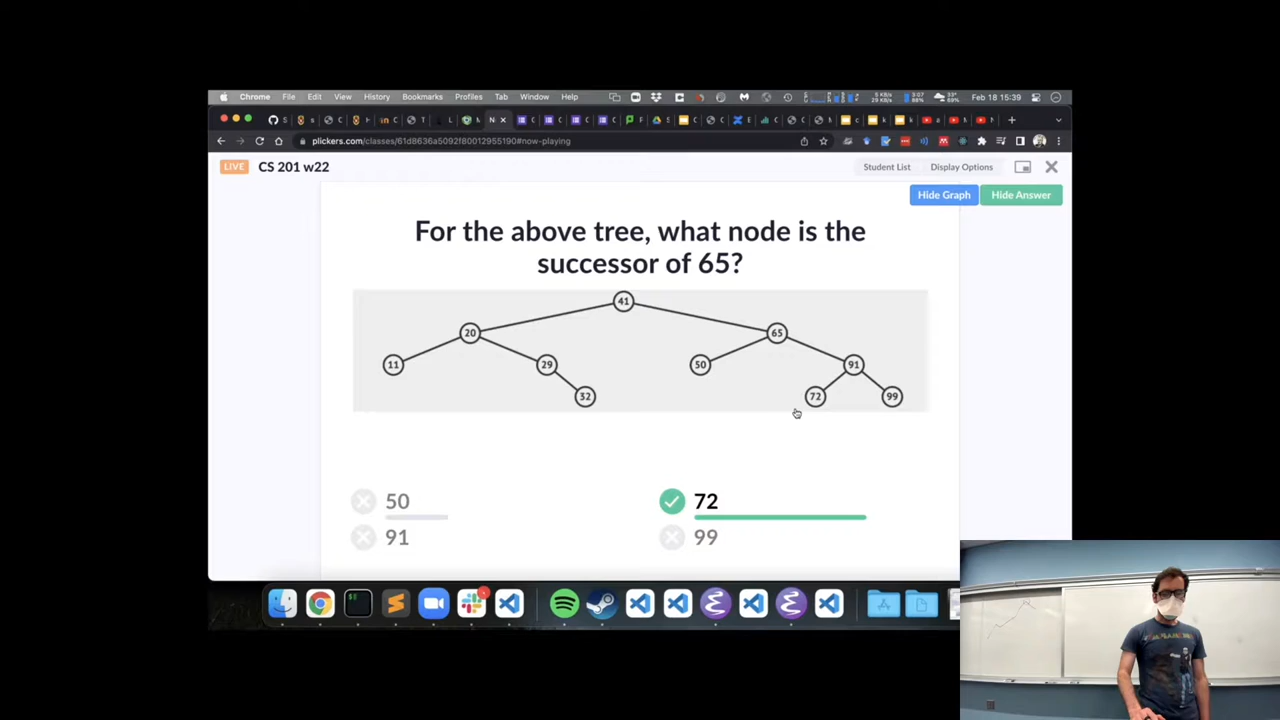 Chrome File Edit View History Bookmarks Profiles Tab Window Help
Feb 18 15:39
plickers.com/classes/61d8636a5092f80012955190#now-playing
LIVE CS 201 w22 Student List Display Options
Hide Graph Hide Answer
For the above tree, what node is the
successor of 65?
41
20 65
11 29 50 91
32 72 99
50 72
91 99